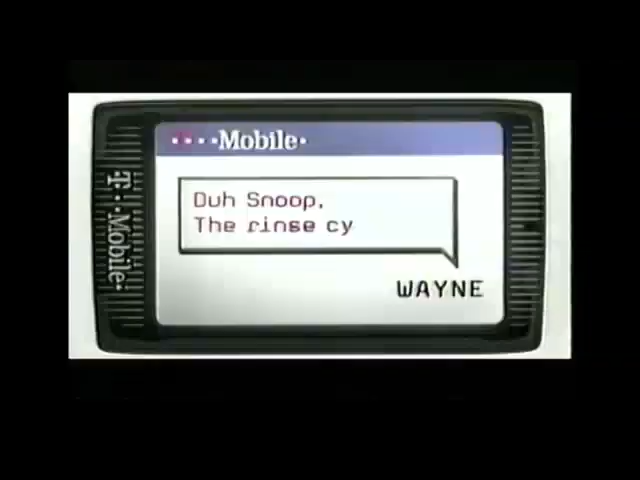 T··Mobile·
T···Mobile·
Duh Snoop,
The rinse cy
WAYNE